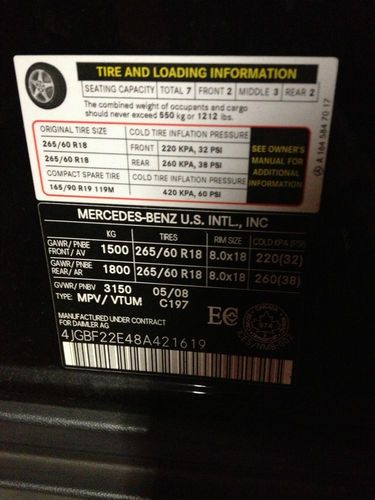 TIRE AND LOADING INFORMATION
SEATING CAPACITY TOTAL 7 FRONT 2 MIDDLE 3 REAR 2
The combined weight of occupants and cargo
should never exceed 550 kg or 1212 lbs.
ORIGINAL TIRE SIZE COLD TIRE INFLATION PRESSURE
265/60 R18 FRONT 220 KPA, 32 PSI
265/60 R18 REAR 260 KPA, 38 PSI
COMPACT SPARE TIRE COLD TIRE INFLATION PRESSURE
165/90 R19 119M 420 KPA, 60 PSI
SEE OWNER'S
MANUAL FOR
ADDITIONAL
INFORMATION
A 164 584 70 17
MERCEDES-BENZ U.S. INTL., INC
KG TIRES RIM SIZE COLD KPA (PSI)
GAWR/ PNBE
FRONT/ AV 1500 265/60 R18 8.0x18 220(32)
GAWR/ PNBE
REAR/ AR 1800 265/60 R18 8.0x18 260(38)
GVWR/ PNBV 3150 05/08
TYPE: MPV/ VTUM C197
MANUFACTURED UNDER CONTRACT
FOR DAIMLER AG
4JGBF22E48A421619